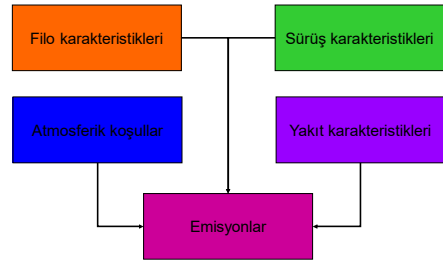 Filo karakteristikleri
Sürüş karakteristikleri
Atmosferik koşullar
Yakıt karakteristikleri
Emisyonlar